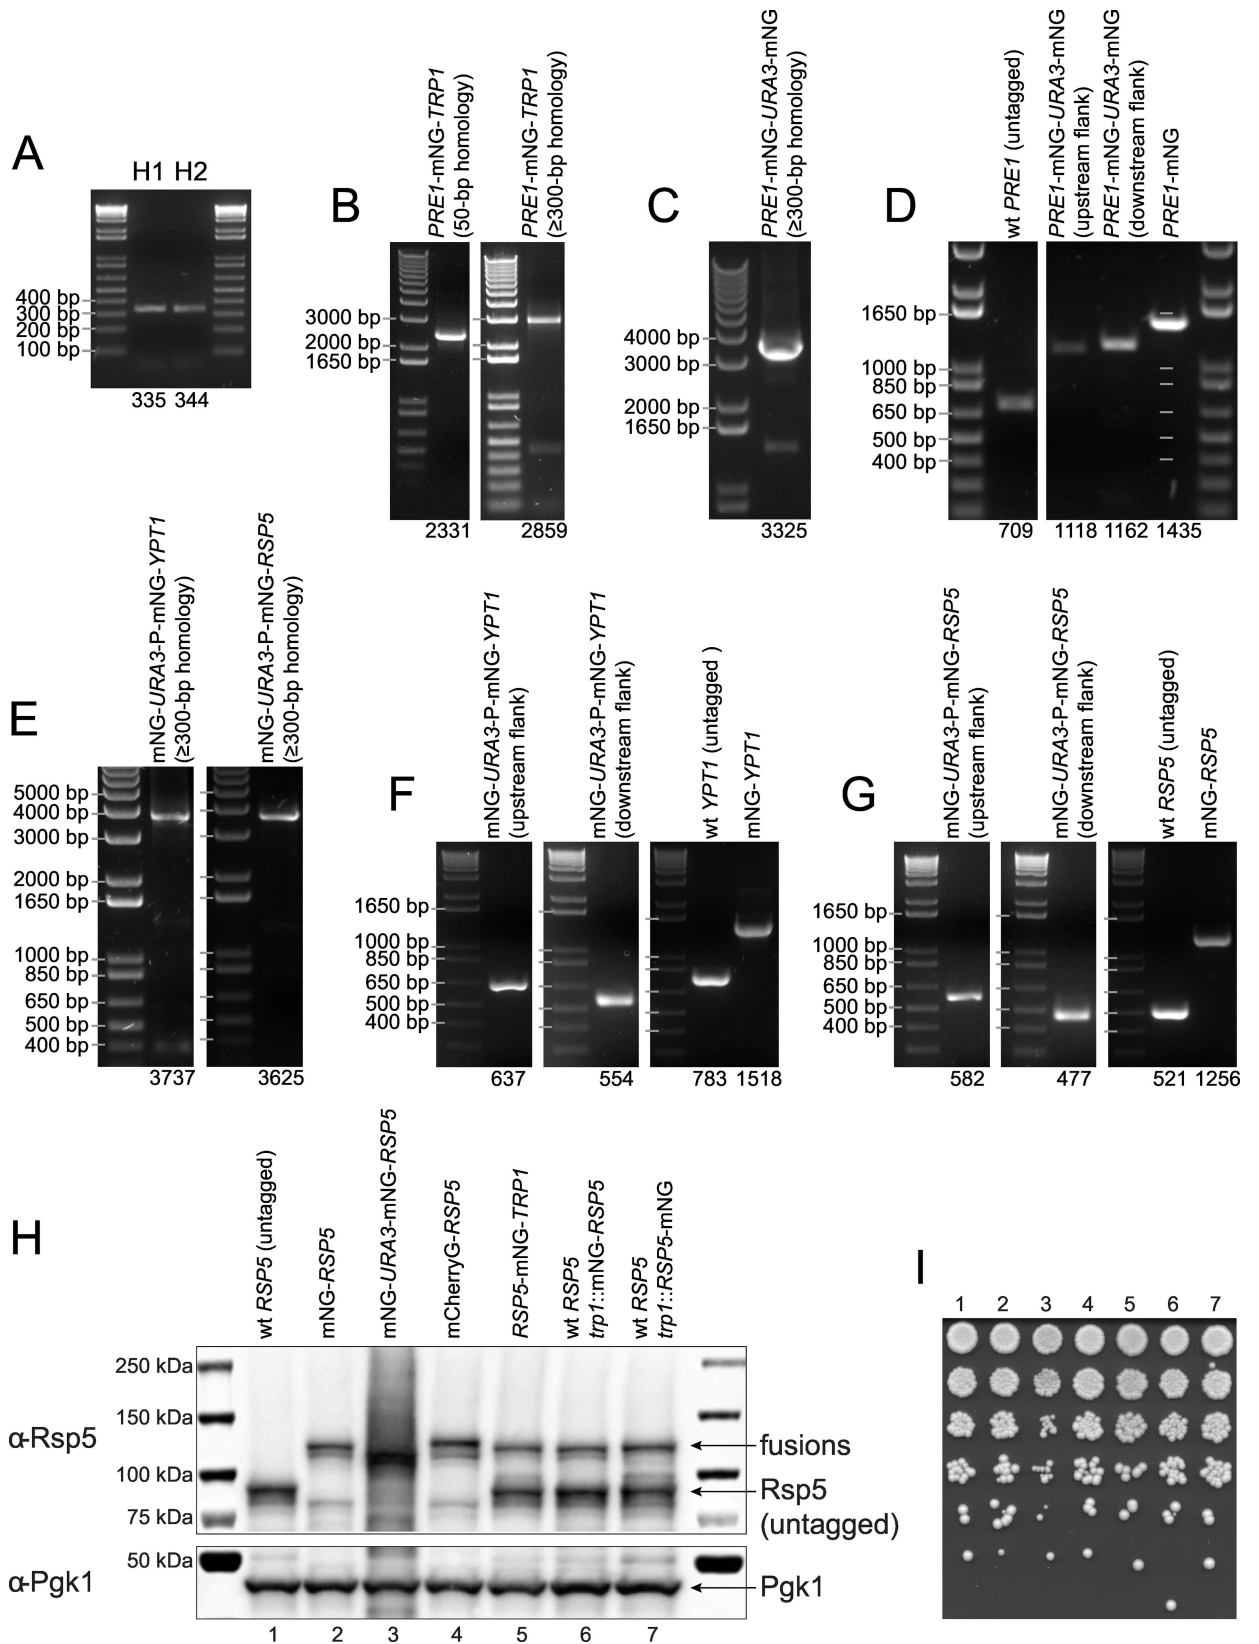 A
H1 H2
400 bp
300 bp
200 bp
100 bp
335 344
B
PRE1-mNG-TRP1
(50-bp homology)
PRE1-mNG-TRP1
(≥300-bp homology)
3000 bp
2000 bp
1650 bp
2331
2859
C
PRE1-mNG-URA3-mNG
(≥300-bp homology)
4000 bp
3000 bp
2000 bp
1650 bp
3325
D
wt PRE1 (untagged)
PRE1-mNG-URA3-mNG
(upstream flank)
PRE1-mNG-URA3-mNG
(downstream flank)
PRE1-mNG
1650 bp
1000 bp
850 bp
650 bp
500 bp
400 bp
709
1118 1162 1435
E
mNG-URA3-P-mNG-YPT1
(≥300-bp homology)
mNG-URA3-P-mNG-RSP5
(≥300-bp homology)
5000 bp
4000 bp
3000 bp
2000 bp
1650 bp
1000 bp
850 bp
650 bp
500 bp
400 bp
3737
3625
F
mNG-URA3-P-mNG-YPT1
(upstream flank)
mNG-URA3-P-mNG-YPT1
(downstream flank)
wt YPT1 (untagged )
mNG-YPT1
1650 bp
1000 bp
850 bp
650 bp
500 bp
400 bp
637
554
783 1518
G
mNG-URA3-P-mNG-RSP5
(upstream flank)
mNG-URA3-P-mNG-RSP5
(downstream flank)
wt RSP5 (untagged)
mNG-RSP5
1650 bp
1000 bp
850 bp
650 bp
500 bp
400 bp
582
477
521 1256
H
wt RSP5 (untagged)
mNG-RSP5
mNG-URA3-mNG-RSP5
mCherryG-RSP5
RSP5-mNG-TRP1
wt RSP5
trp1::mNG-RSP5
wt RSP5
trp1::RSP5-mNG
250 kDa
150 kDa
100 kDa
75 kDa
50 kDa
α-Rsp5
α-Pgk1
fusions
Rsp5
(untagged)
Pgk1
1 2 3 4 5 6 7
I
1 2 3 4 5 6 7